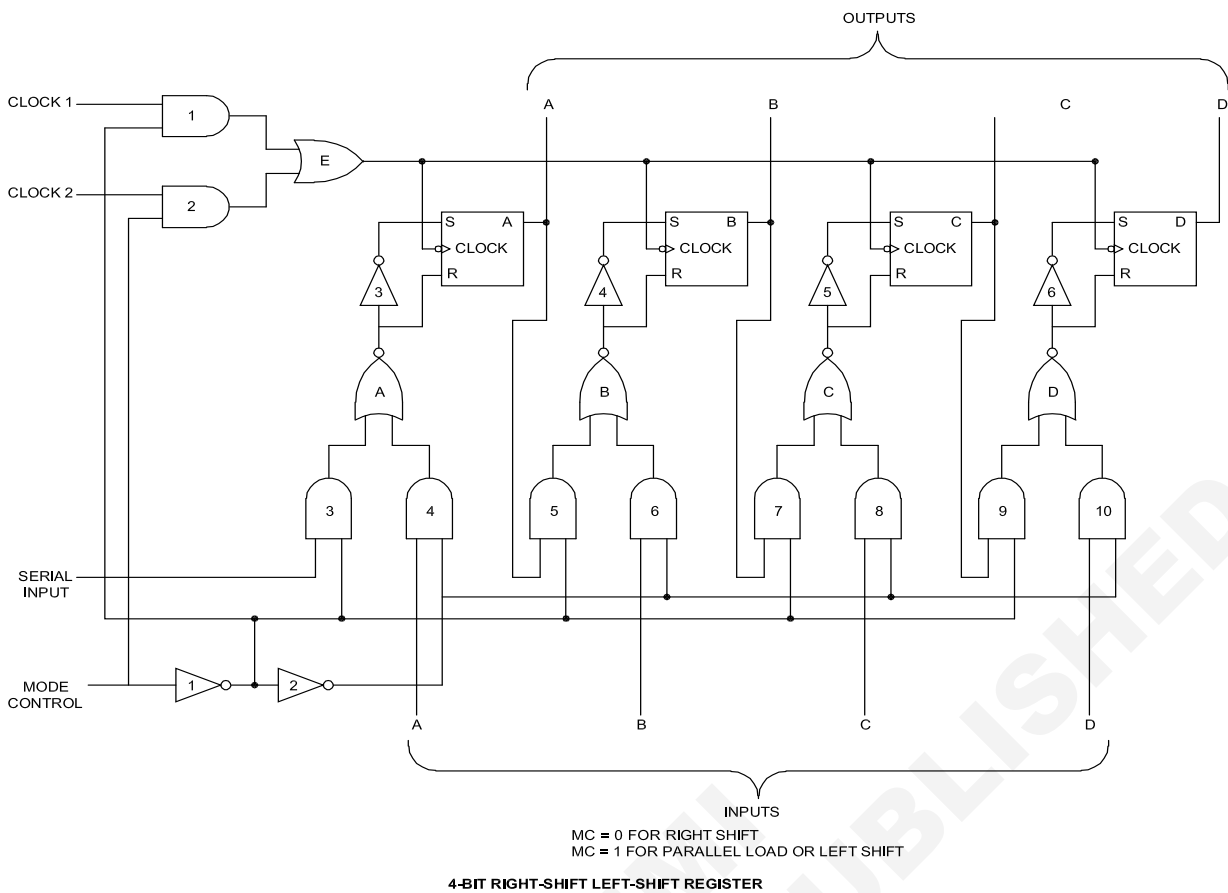 OUTPUTS
A B C D
CLOCK 1
1
E
CLOCK 2
2
S A
CLOCK
R
S B
CLOCK
R
S C
CLOCK
R
S D
CLOCK
R
3 4 5 6
A B C D
3 4 5 6 7 8 9 10
SERIAL
INPUT
MODE
CONTROL
1 2
A B C D
INPUTS
MC = 0 FOR RIGHT SHIFT
MC = 1 FOR PARALLEL LOAD OR LEFT SHIFT
4-BIT RIGHT-SHIFT LEFT-SHIFT REGISTER